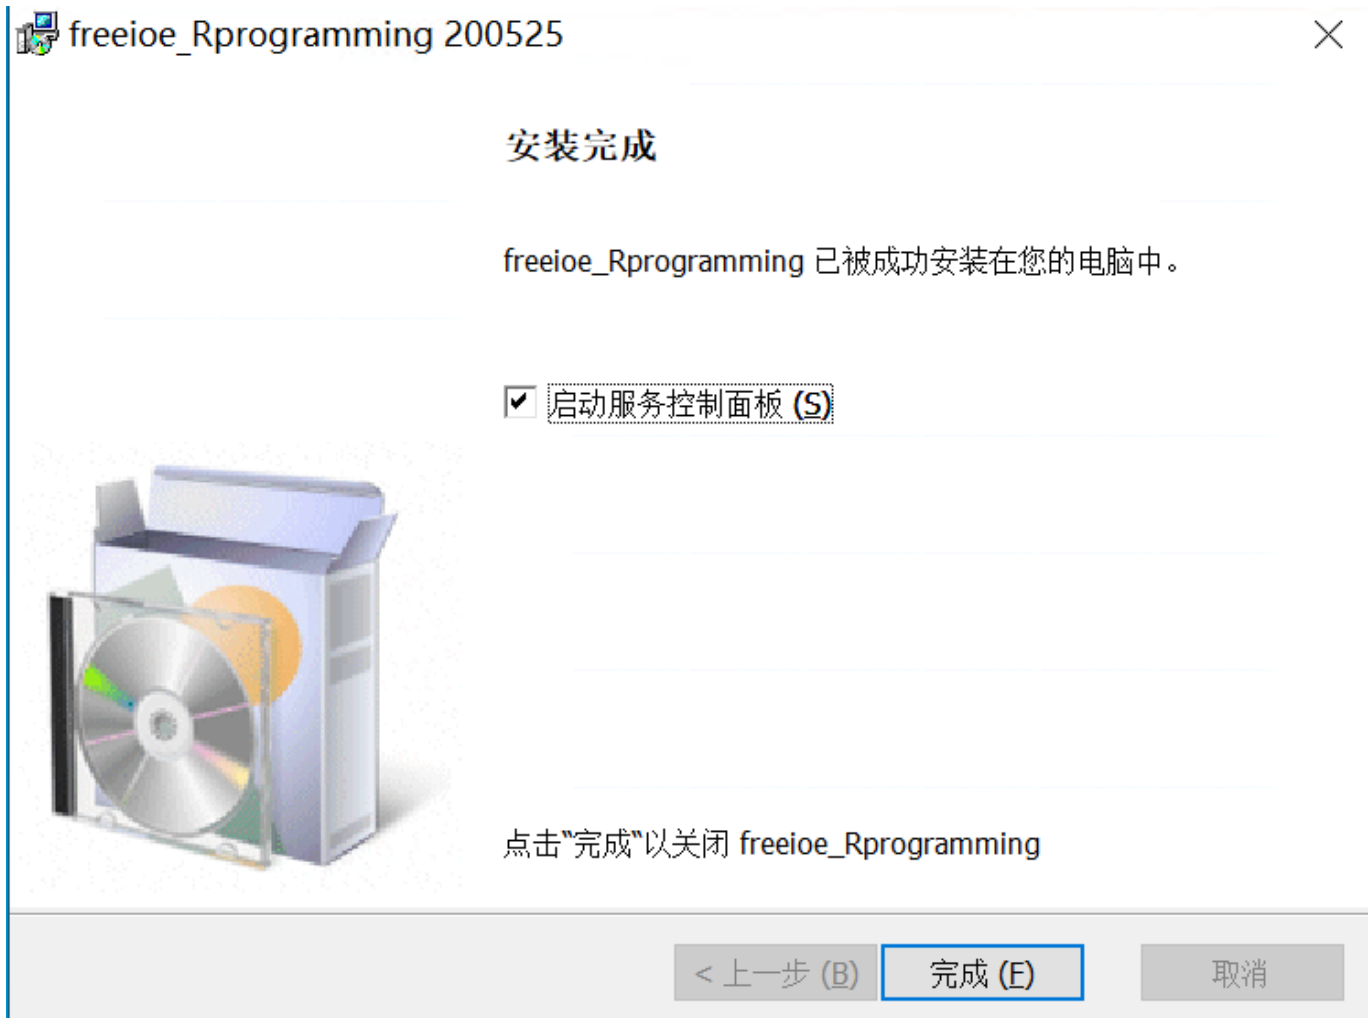 freeioe_Rprogramming 200525
安装完成
freeioe_Rprogramming 已被成功安装在您的电脑中。
启动服务控制面板 (S)
点击“完成“以关闭 freeioe_Rprogramming
< 上一步 (B)
完成 (F)
取消